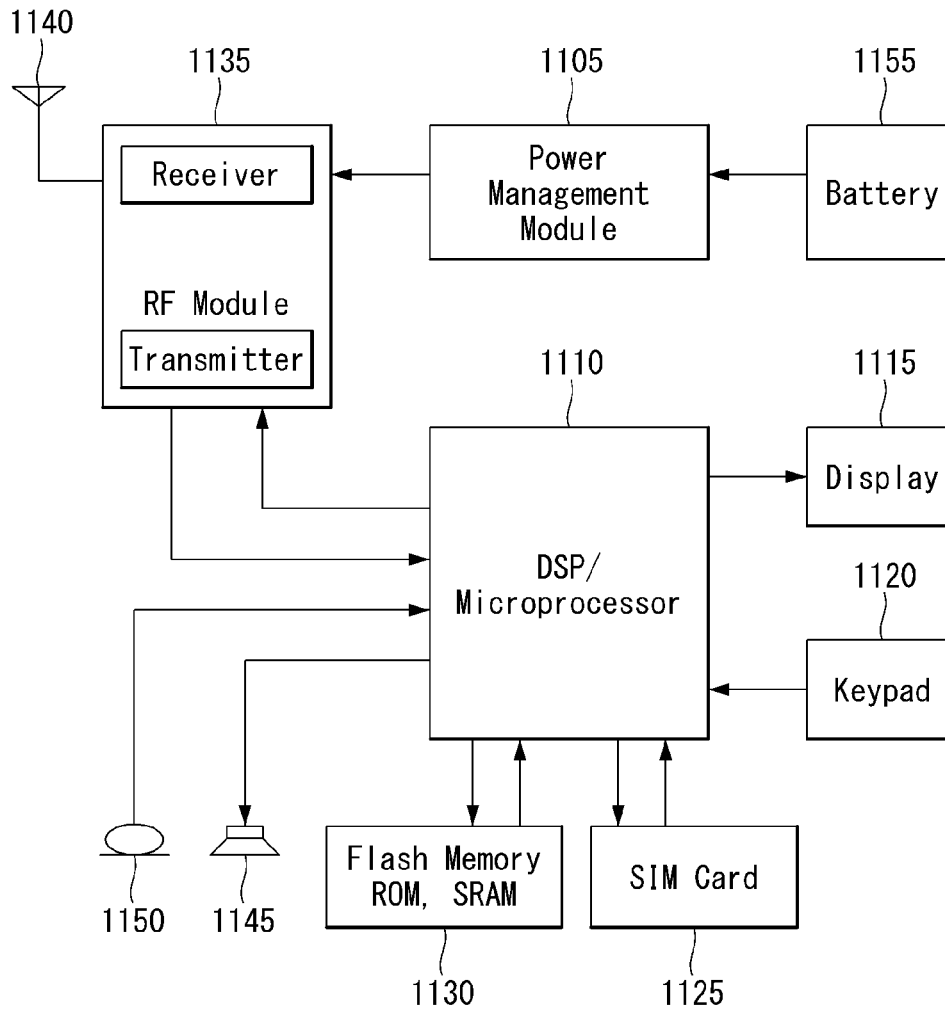 1140
1135
1105
1155
Receiver
RF Module
Transmitter
Power
Management
Module
Battery
1110
1115
DSP/
Microprocessor
Display
1120
Keypad
1150
1145
Flash Memory
ROM, SRAM
SIM Card
1130
1125